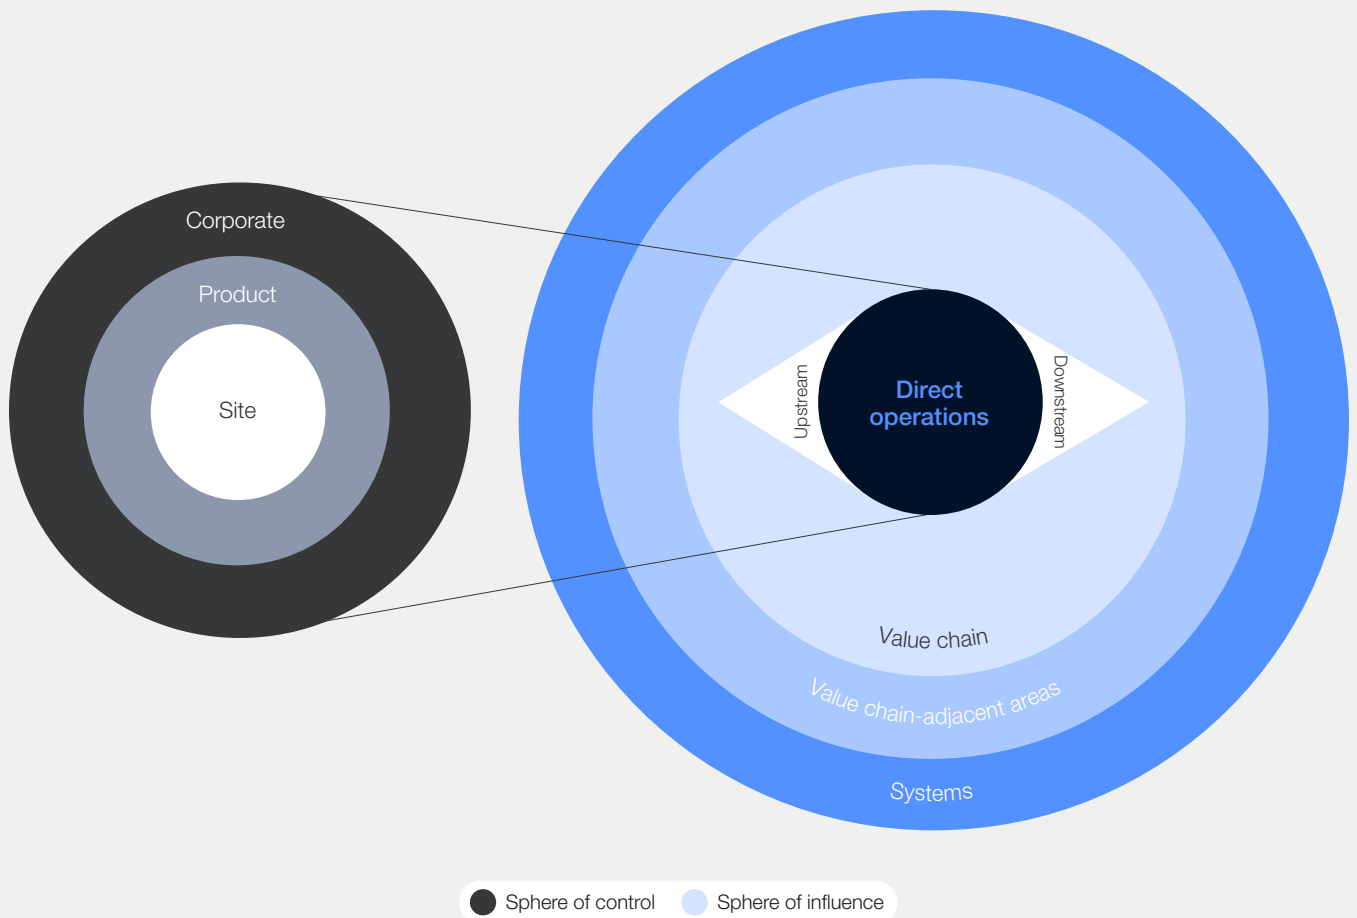 Corporate
Product
Site
Upstream
Direct
operations
Downstream
Value chain
Value chain-adjacent areas
Systems
Sphere of control
Sphere of influence